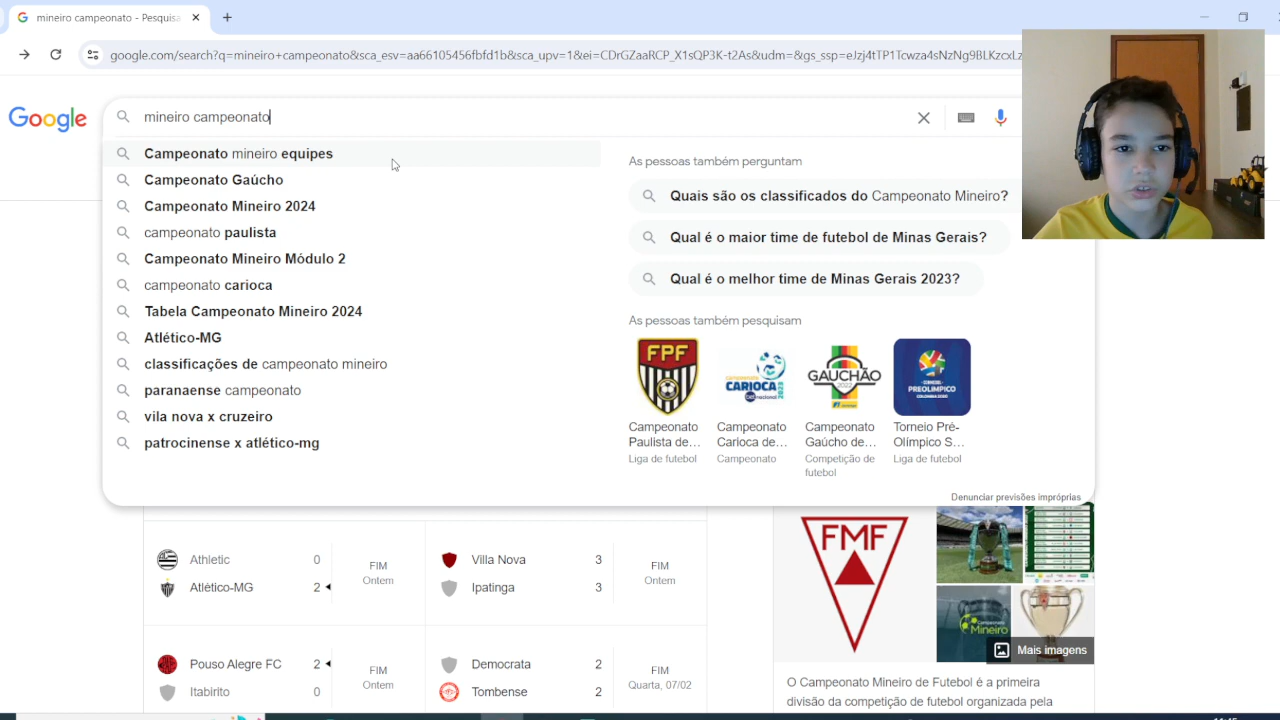 mineiro campeonato - Pesquisa
google.com/search?q=mineiro+campeonato&sca_esv=aa66105456fbfd1b&sca_upv=1&ei=CDrGZaaRCP_X1sQP3K-t2As&udm=&gs_ssp=eJzj4tTP1Tcwza4sNzNg9BLKzcxLz
Google
mineiro campeonato
Campeonato mineiro equipes
Campeonato Gaúcho
Campeonato Mineiro 2024
campeonato paulista
Campeonato Mineiro Módulo 2
campeonato carioca
Tabela Campeonato Mineiro 2024
Atlético-MG
classificações de campeonato mineiro
paranaense campeonato
vila nova x cruzeiro
patrocinense x atlético-mg
As pessoas também perguntam
Quais são os classificados do Campeonato Mineiro?
Qual é o maior time de futebol de Minas Gerais?
Qual é o melhor time de Minas Gerais 2023?
As pessoas também pesquisam
FPF
CARIOCA
GAUCHÃO
2022
PREOLIMPICO
Campeonato Paulista de...
Liga de futebol
Campeonato Carioca de...
Campeonato
Campeonato Gaúcho de...
Competição de futebol
Torneio Pré-Olímpico S...
Liga de futebol
Denunciar previsões impróprias
Athletic 0
Atlético-MG 2
FIM
Ontem
Villa Nova 3
Ipatinga 3
FIM
Ontem
Pouso Alegre FC 2
Itabirito 0
FIM
Ontem
Democrata 2
Tombense 2
FIM
Quarta, 07/02
FMF
Mineiro
Mais imagens
O Campeonato Mineiro de Futebol é a primeira
divisão da competição de futebol organizada pela